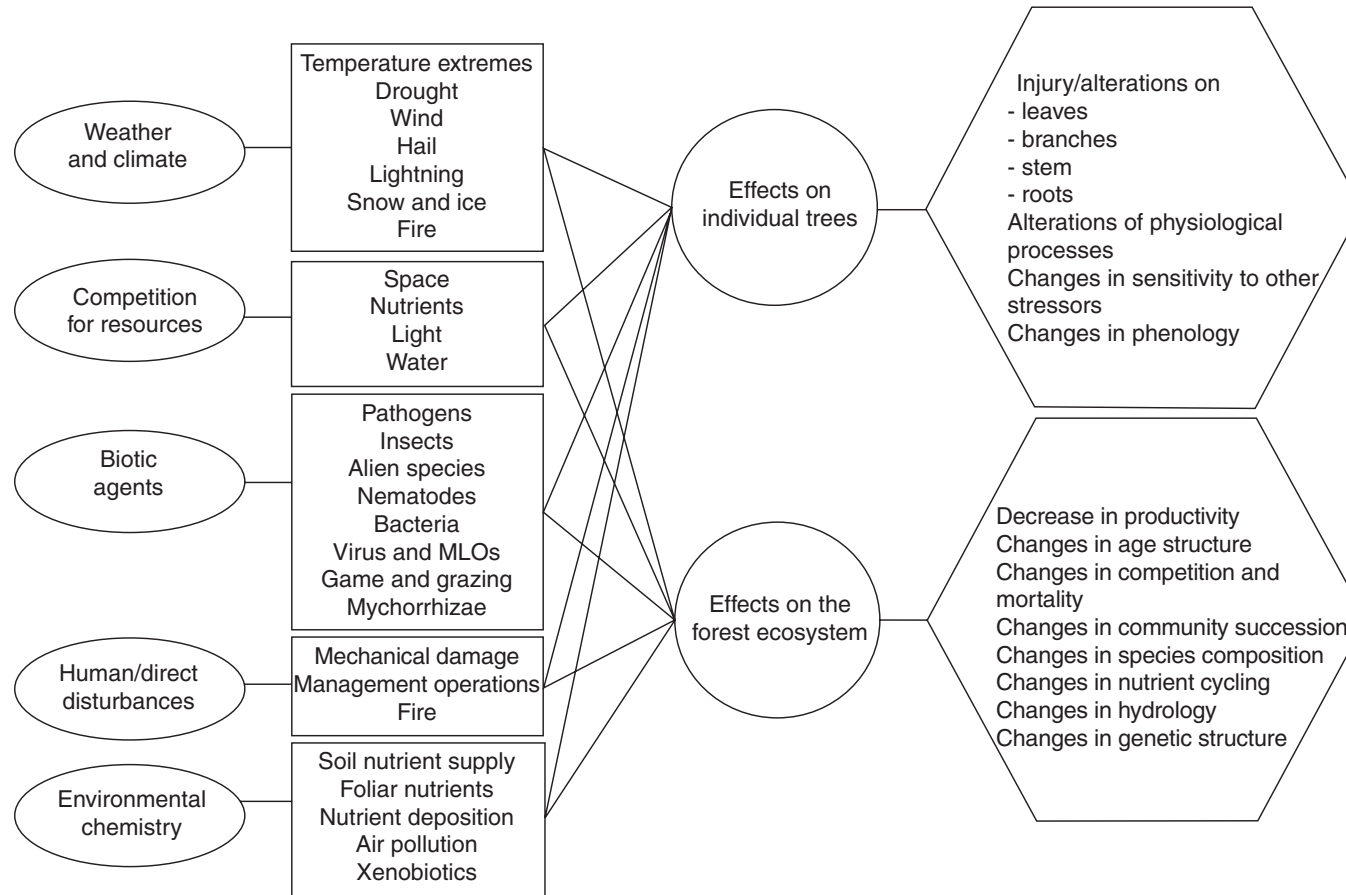 Weather
and climate
Temperature extremes
Drought
Wind
Hail
Lightning
Snow and ice
Fire
Competition
for resources
Space
Nutrients
Light
Water
Biotic
agents
Pathogens
Insects
Alien species
Nematodes
Bacteria
Virus and MLOs
Game and grazing
Mychorrhizae
Human/direct
disturbances
Mechanical damage
Management operations
Fire
Environmental
chemistry
Soil nutrient supply
Foliar nutrients
Nutrient deposition
Air pollution
Xenobiotics
Effects on
individual trees
Injury/alterations on
- leaves
- branches
- stem
- roots
Alterations of physiological
processes
Changes in sensitivity to other
stressors
Changes in phenology
Effects on the
forest ecosystem
Decrease in productivity
Changes in age structure
Changes in competition and
mortality
Changes in community succession
Changes in species composition
Changes in nutrient cycling
Changes in hydrology
Changes in genetic structure